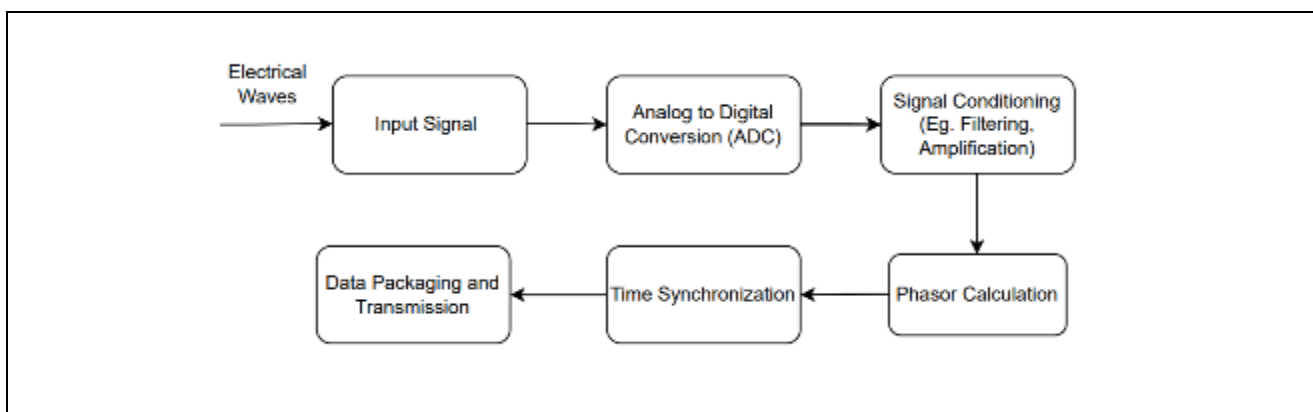 Electrical
Waves
Input Signal
Analog to Digital
Conversion (ADC)
Signal Conditioning
(Eg. Filtering,
Amplification)
Phasor Calculation
Time Synchronization
Data Packaging and
Transmission